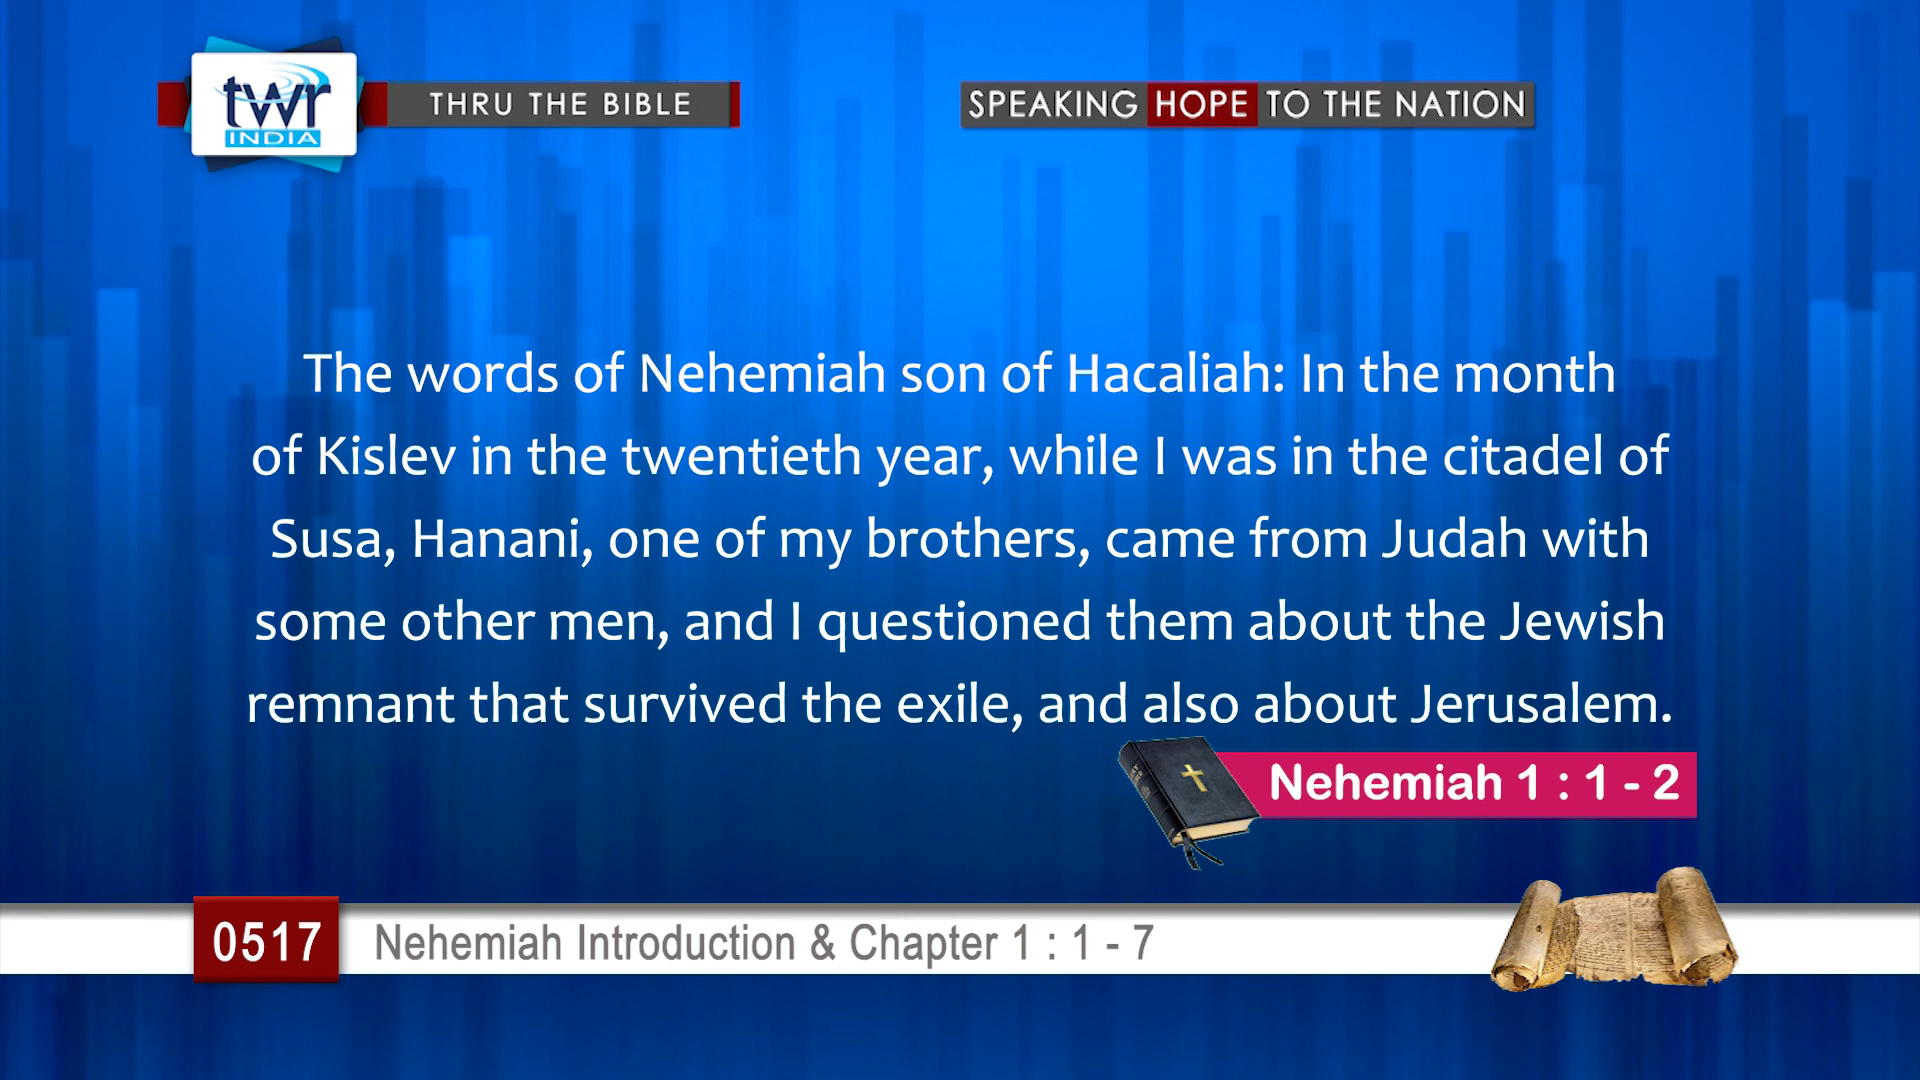 twr
INDIA
THRU THE BIBLE
SPEAKING HOPE TO THE NATION
The words of Nehemiah son of Hacaliah: In the month
of Kislev in the twentieth year, while I was in the citadel of
Susa, Hanani, one of my brothers, came from Judah with
some other men, and I questioned them about the Jewish
remnant that survived the exile, and also about Jerusalem.
Nehemiah 1 : 1 - 2
0517
Nehemiah Introduction & Chapter 1 : 1 - 7